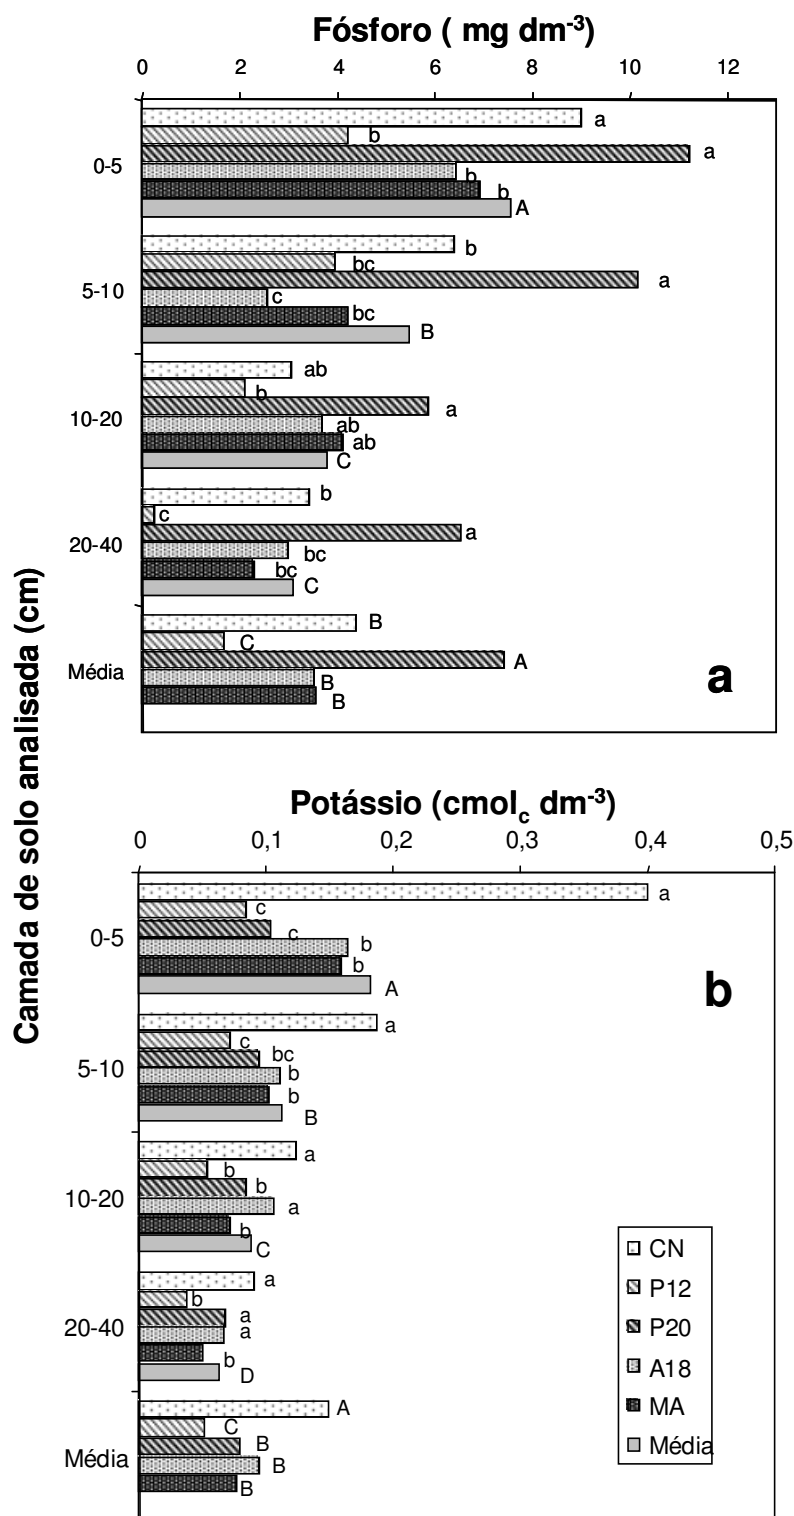 Fósforo ( mg dm-3)
0 2 4 6 8 10 12
Camada de solo analisada (cm)
0-5
a
b
a
b
b
A
5-10
b
bc
a
c
bc
B
10-20
ab
b
a
ab
ab
C
20-40
b
c
a
bc
bc
C
Média
B
C
A
B
B
a
Potássio (cmolc dm-3)
0 0,1 0,2 0,3 0,4 0,5
0-5
a
c
c
b
b
A
b
5-10
a
c
bc
b
b
B
10-20
a
b
b
a
b
C
20-40
a
b
a
a
b
D
Média
A
C
B
B
B
CN
P12
P20
A18
MA
Média